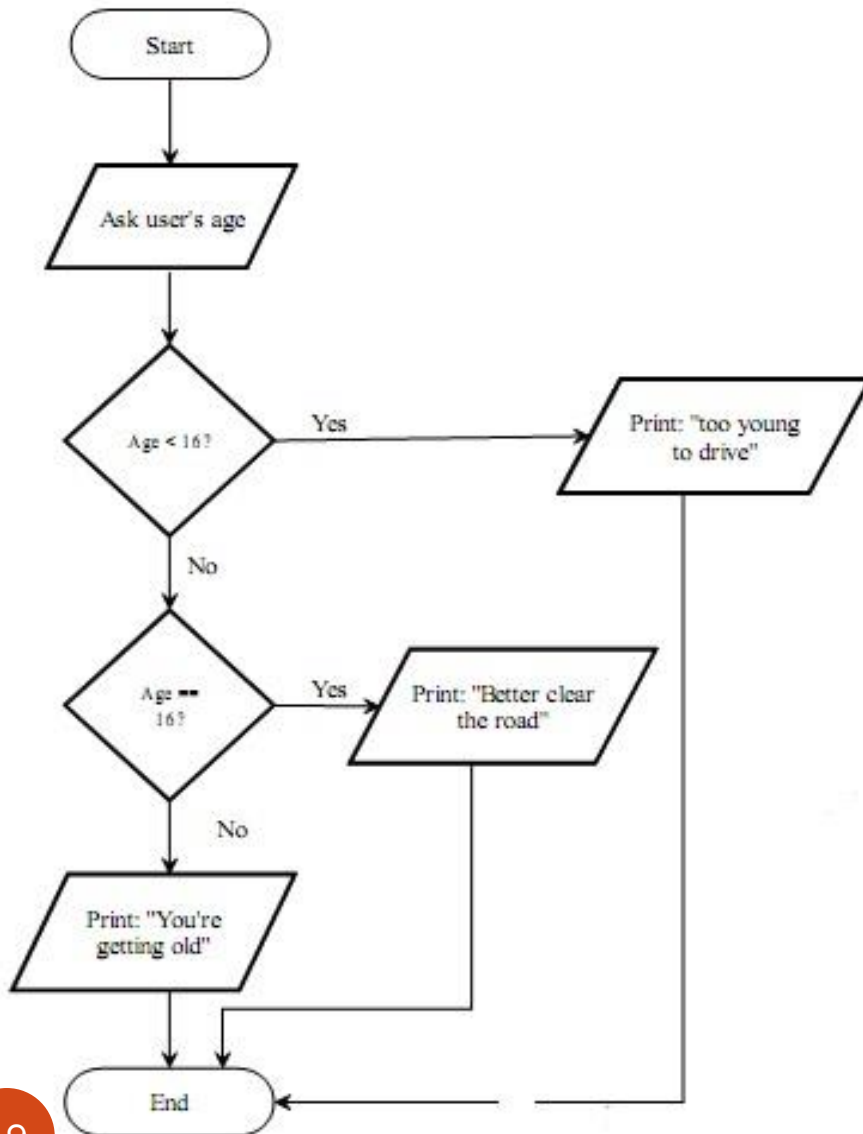 Start
Ask user's age
Age < 16?
Yes
Print: "too young
to drive"
No
Age ==
16?
Yes
Print: "Better clear
the road"
No
Print: "You're
getting old"
End